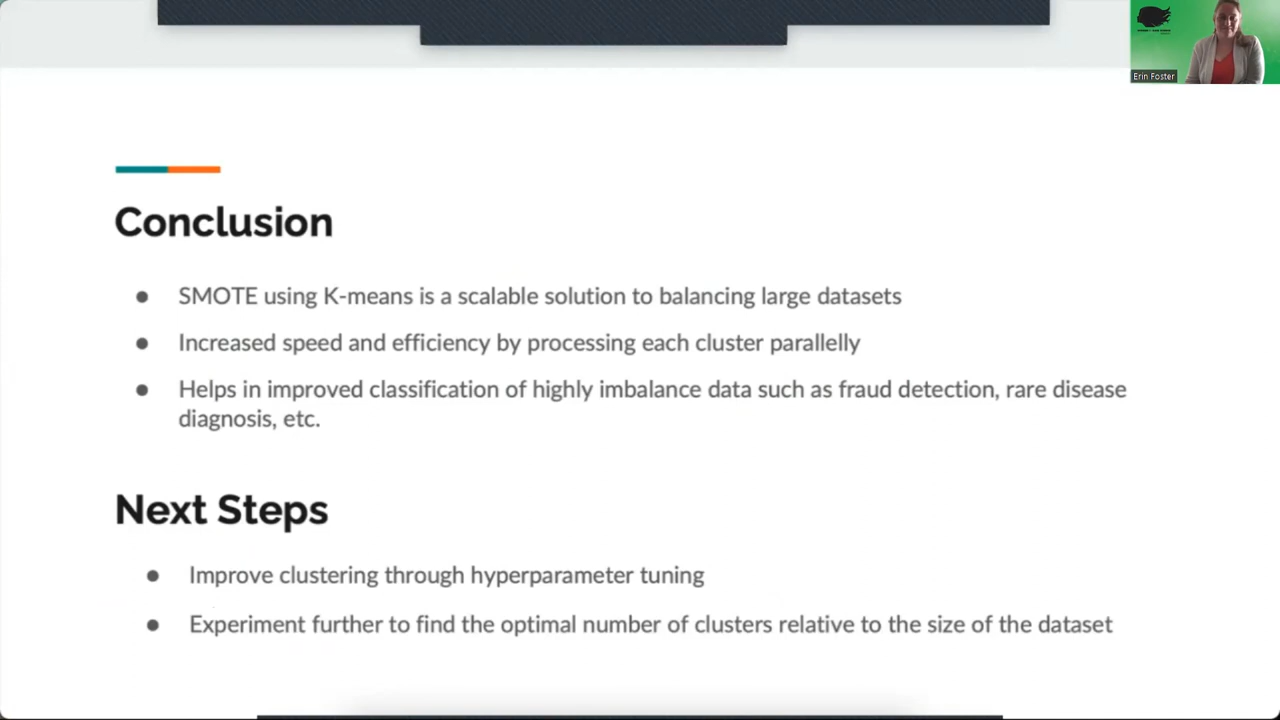 Erin Foster
Conclusion
● SMOTE using K-means is a scalable solution to balancing large datasets
● Increased speed and efficiency by processing each cluster parallelly
● Helps in improved classification of highly imbalance data such as fraud detection, rare disease
diagnosis, etc.
Next Steps
● Improve clustering through hyperparameter tuning
● Experiment further to find the optimal number of clusters relative to the size of the dataset